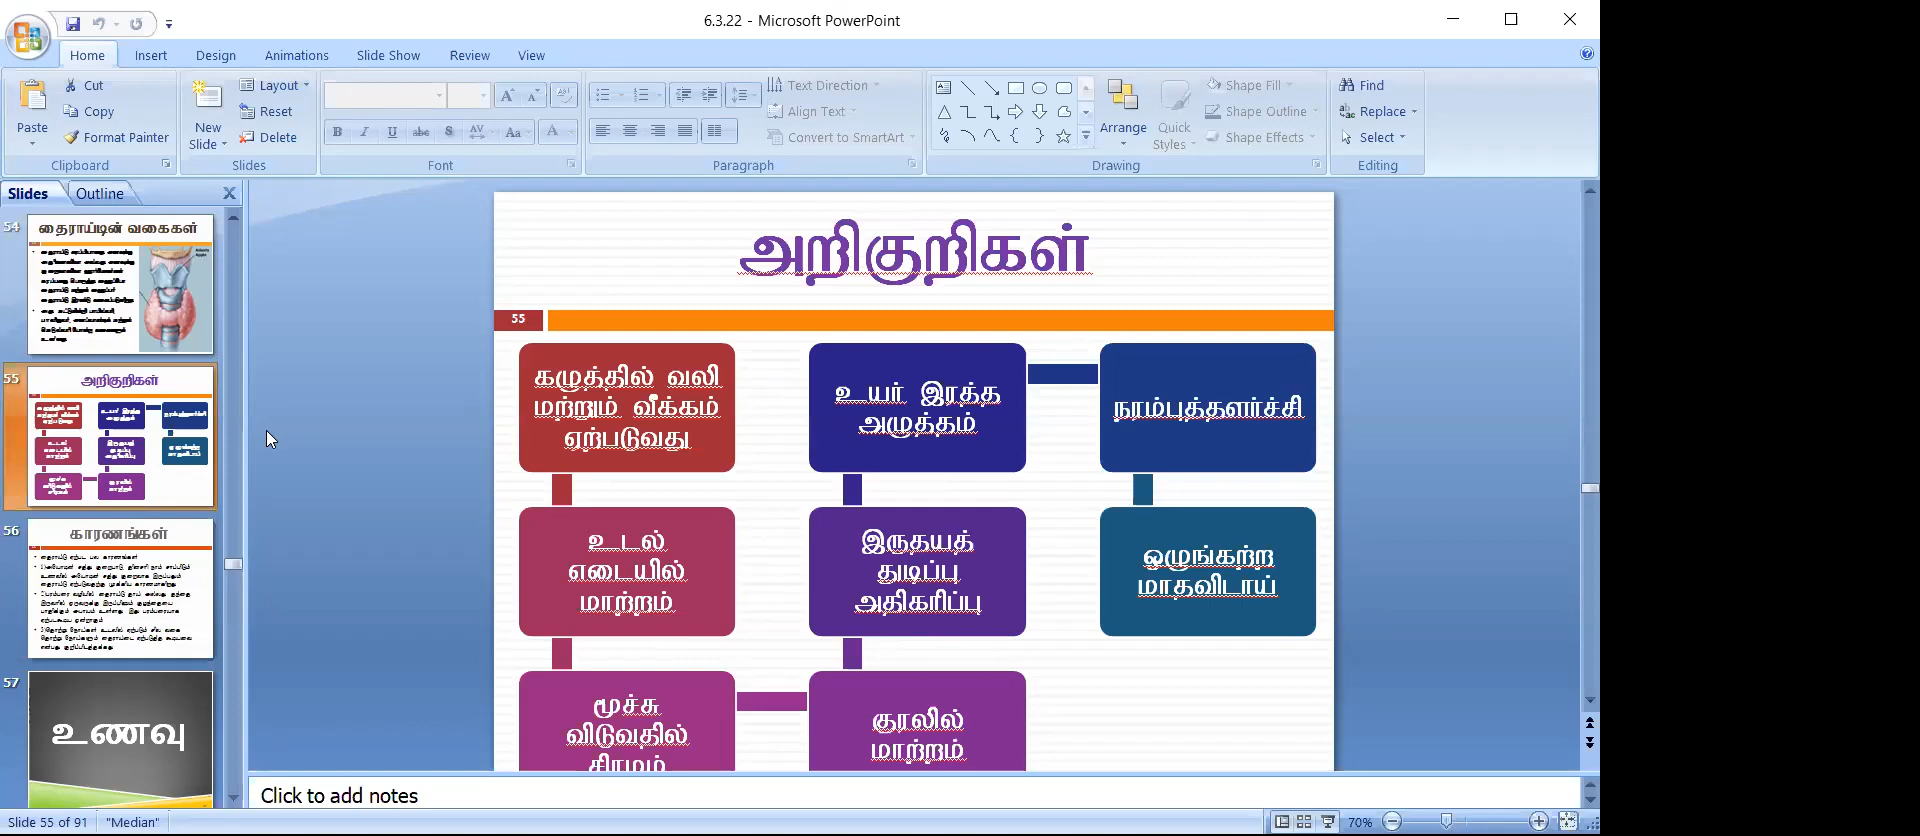 6.3.22 - Microsoft PowerPoint
Home Insert Design Animations Slide Show Review View
Paste
Cut
Copy
Format Painter
Clipboard
New
Slide
Layout
Reset
Delete
Slides
Font
Text Direction
Align Text
Convert to SmartArt
Paragraph
Arrange
Quick
Styles
Shape Fill
Shape Outline
Shape Effects
Drawing
Find
Replace
Select
Editing
Slides Outline
54
தைராய்டின் வகைகள்
55
அறிகுறிகள்
56
காரணங்கள்
57
உணவு
அறிகுறிகள்
55
கழுத்தில் வலி
மற்றும் வீக்கம்
ஏற்படுவது
உடல்
எடையில்
மாற்றம்
மூச்சு
விடுவதில்
சிரமம்
குரலில்
மாற்றம்
இருதயத்
துடிப்பு
அதிகரிப்பு
உயர் இரத்த
அழுத்தம்
நரம்புத்தளர்ச்சி
ஒழுங்கற்ற
மாதவிடாய்
Click to add notes
Slide 55 of 91 "Median" 70%